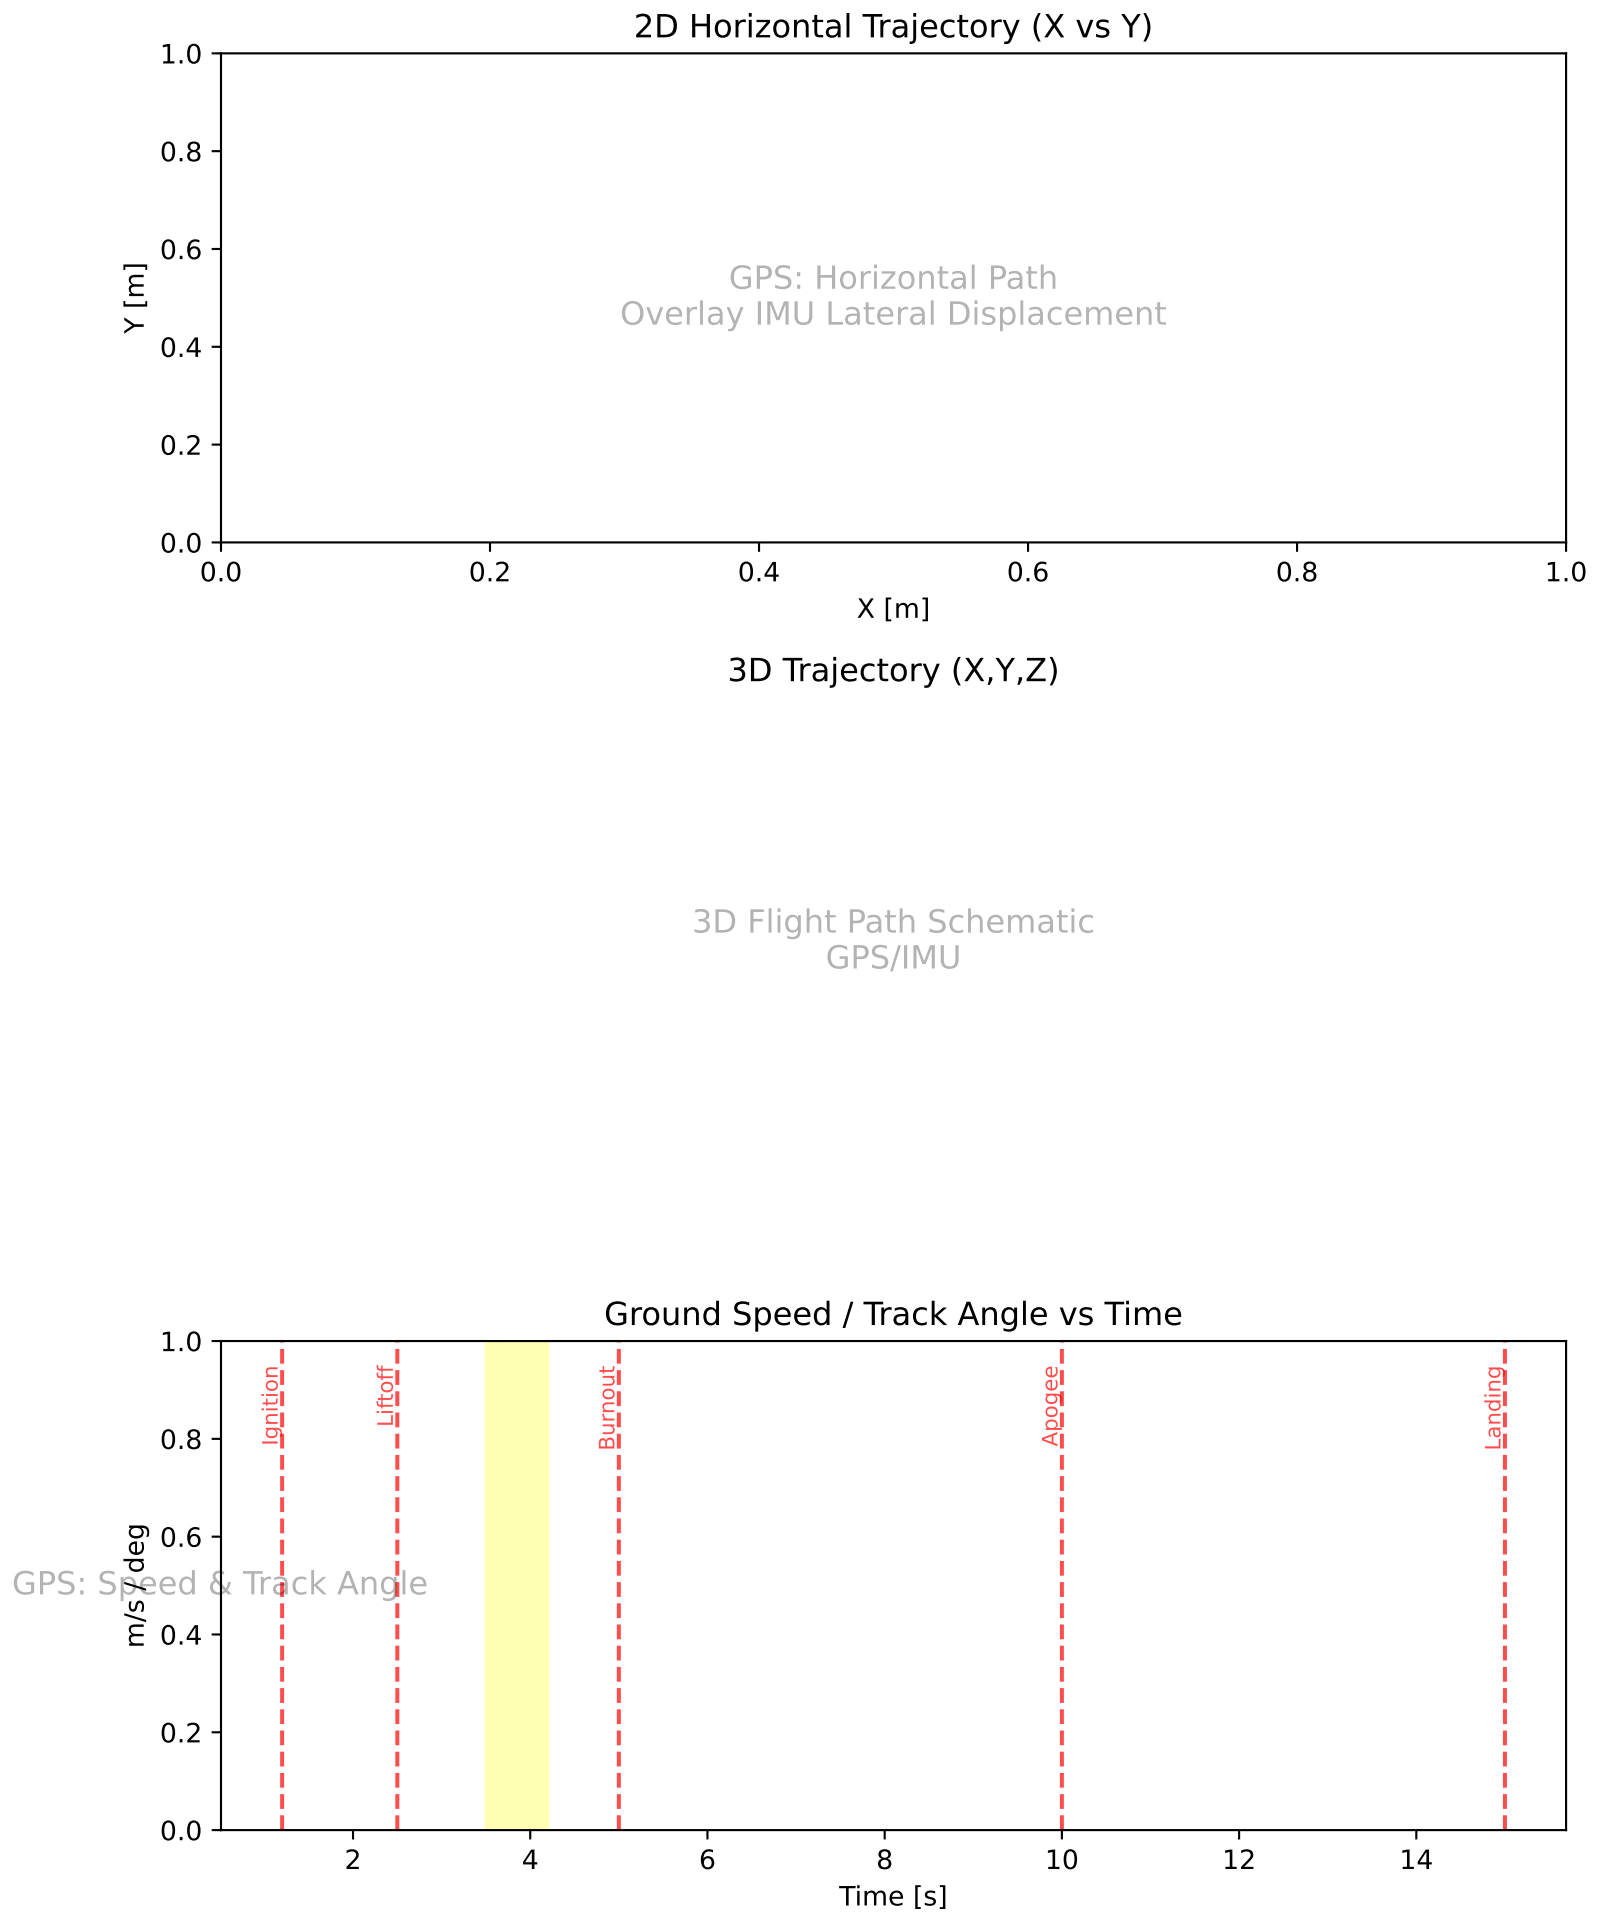 2D Horizontal Trajectory (X vs Y)
1.0
0.8
0.6
0.4
0.2
0.0
Y [m]
GPS: Horizontal Path
Overlay IMU Lateral Displacement
0.0 0.2 0.4 0.6 0.8 1.0
X [m]
3D Trajectory (X,Y,Z)
3D Flight Path Schematic
GPS/IMU
Ground Speed / Track Angle vs Time
1.0
0.8
0.6
0.4
0.2
0.0
m/s / deg
GPS: Speed & Track Angle
Ignition
Liftoff
Burnout
Apogee
Landing
2 4 6 8 10 12 14
Time [s]